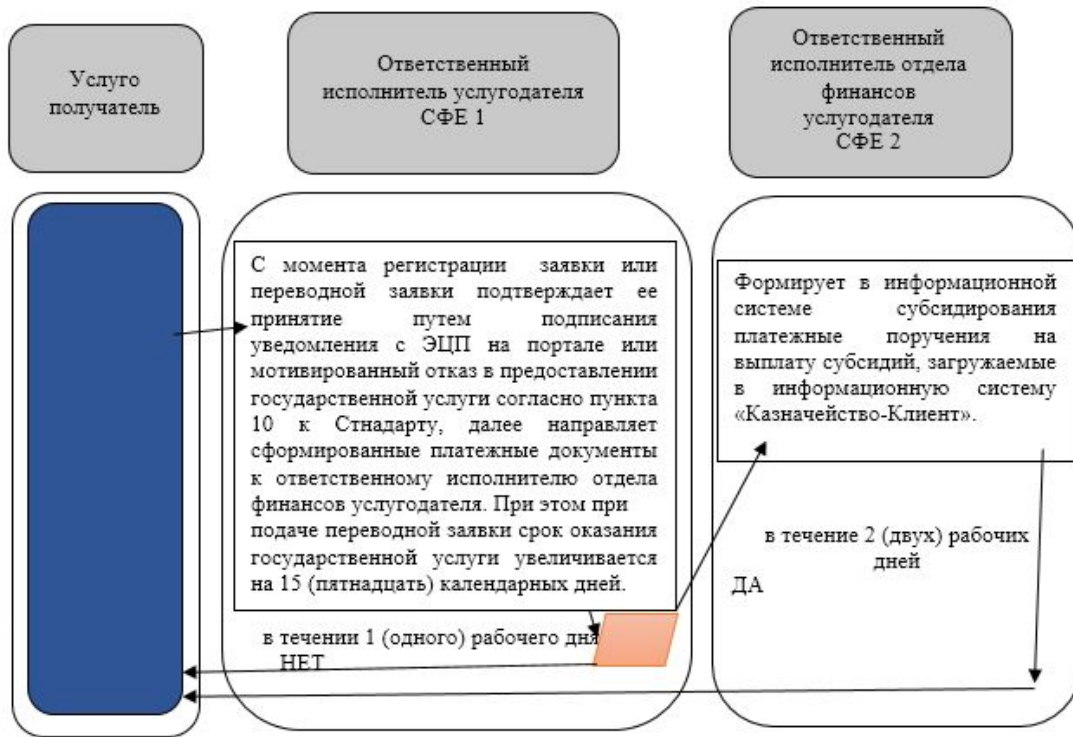 Услуго
получатель
Ответственный
исполнитель услугодателя
СФЕ 1
Ответственный
исполнитель отдела
финансов
услугодателя
СФЕ 2
С момента регистрации заявки или
переводной заявки подтверждает ее
принятие путем подписания
уведомления с ЭЦП на портале или
мотивированный отказ в предоставлении
государственной услуги согласно пункта
10 к Стнадарту, далее направляет
сформированные платежные документы
к ответственному исполнителю отдела
финансов услугодателя. При этом при
подаче переводной заявки срок оказания
государственной услуги увеличивается
на 15 (пятнадцать) календарных дней.
в течении 1 (одного) рабочего дня
НЕТ
Формирует в информационной
системе субсидирования
платежные поручения на
выплату субсидий, загружаемые
в информационную систему
«Казначейство-Клиент».
в течение 2 (двух) рабочих
дней
ДА